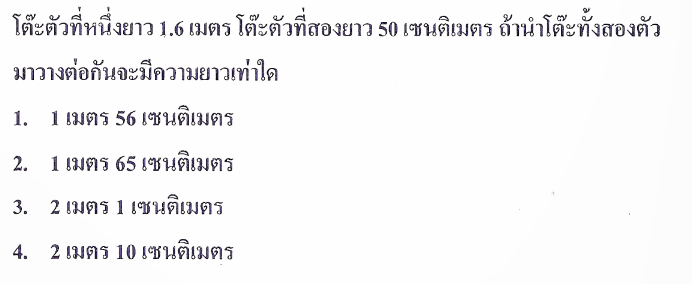 โต๊ะตัวที่หนึ่งยาว 1.6 เมตร โต๊ะตัวที่สองยาว 50 เซนติเมตร ถ้านำโต๊ะทั้งสองตัว
มาวางต่อกันจะมีความยาวเท่าใด
1. 1 เมตร 56 เซนติเมตร
2. 1 เมตร 65 เซนติเมตร
3. 2 เมตร 1 เซนติเมตร
4. 2 เมตร 10 เซนติเมตร